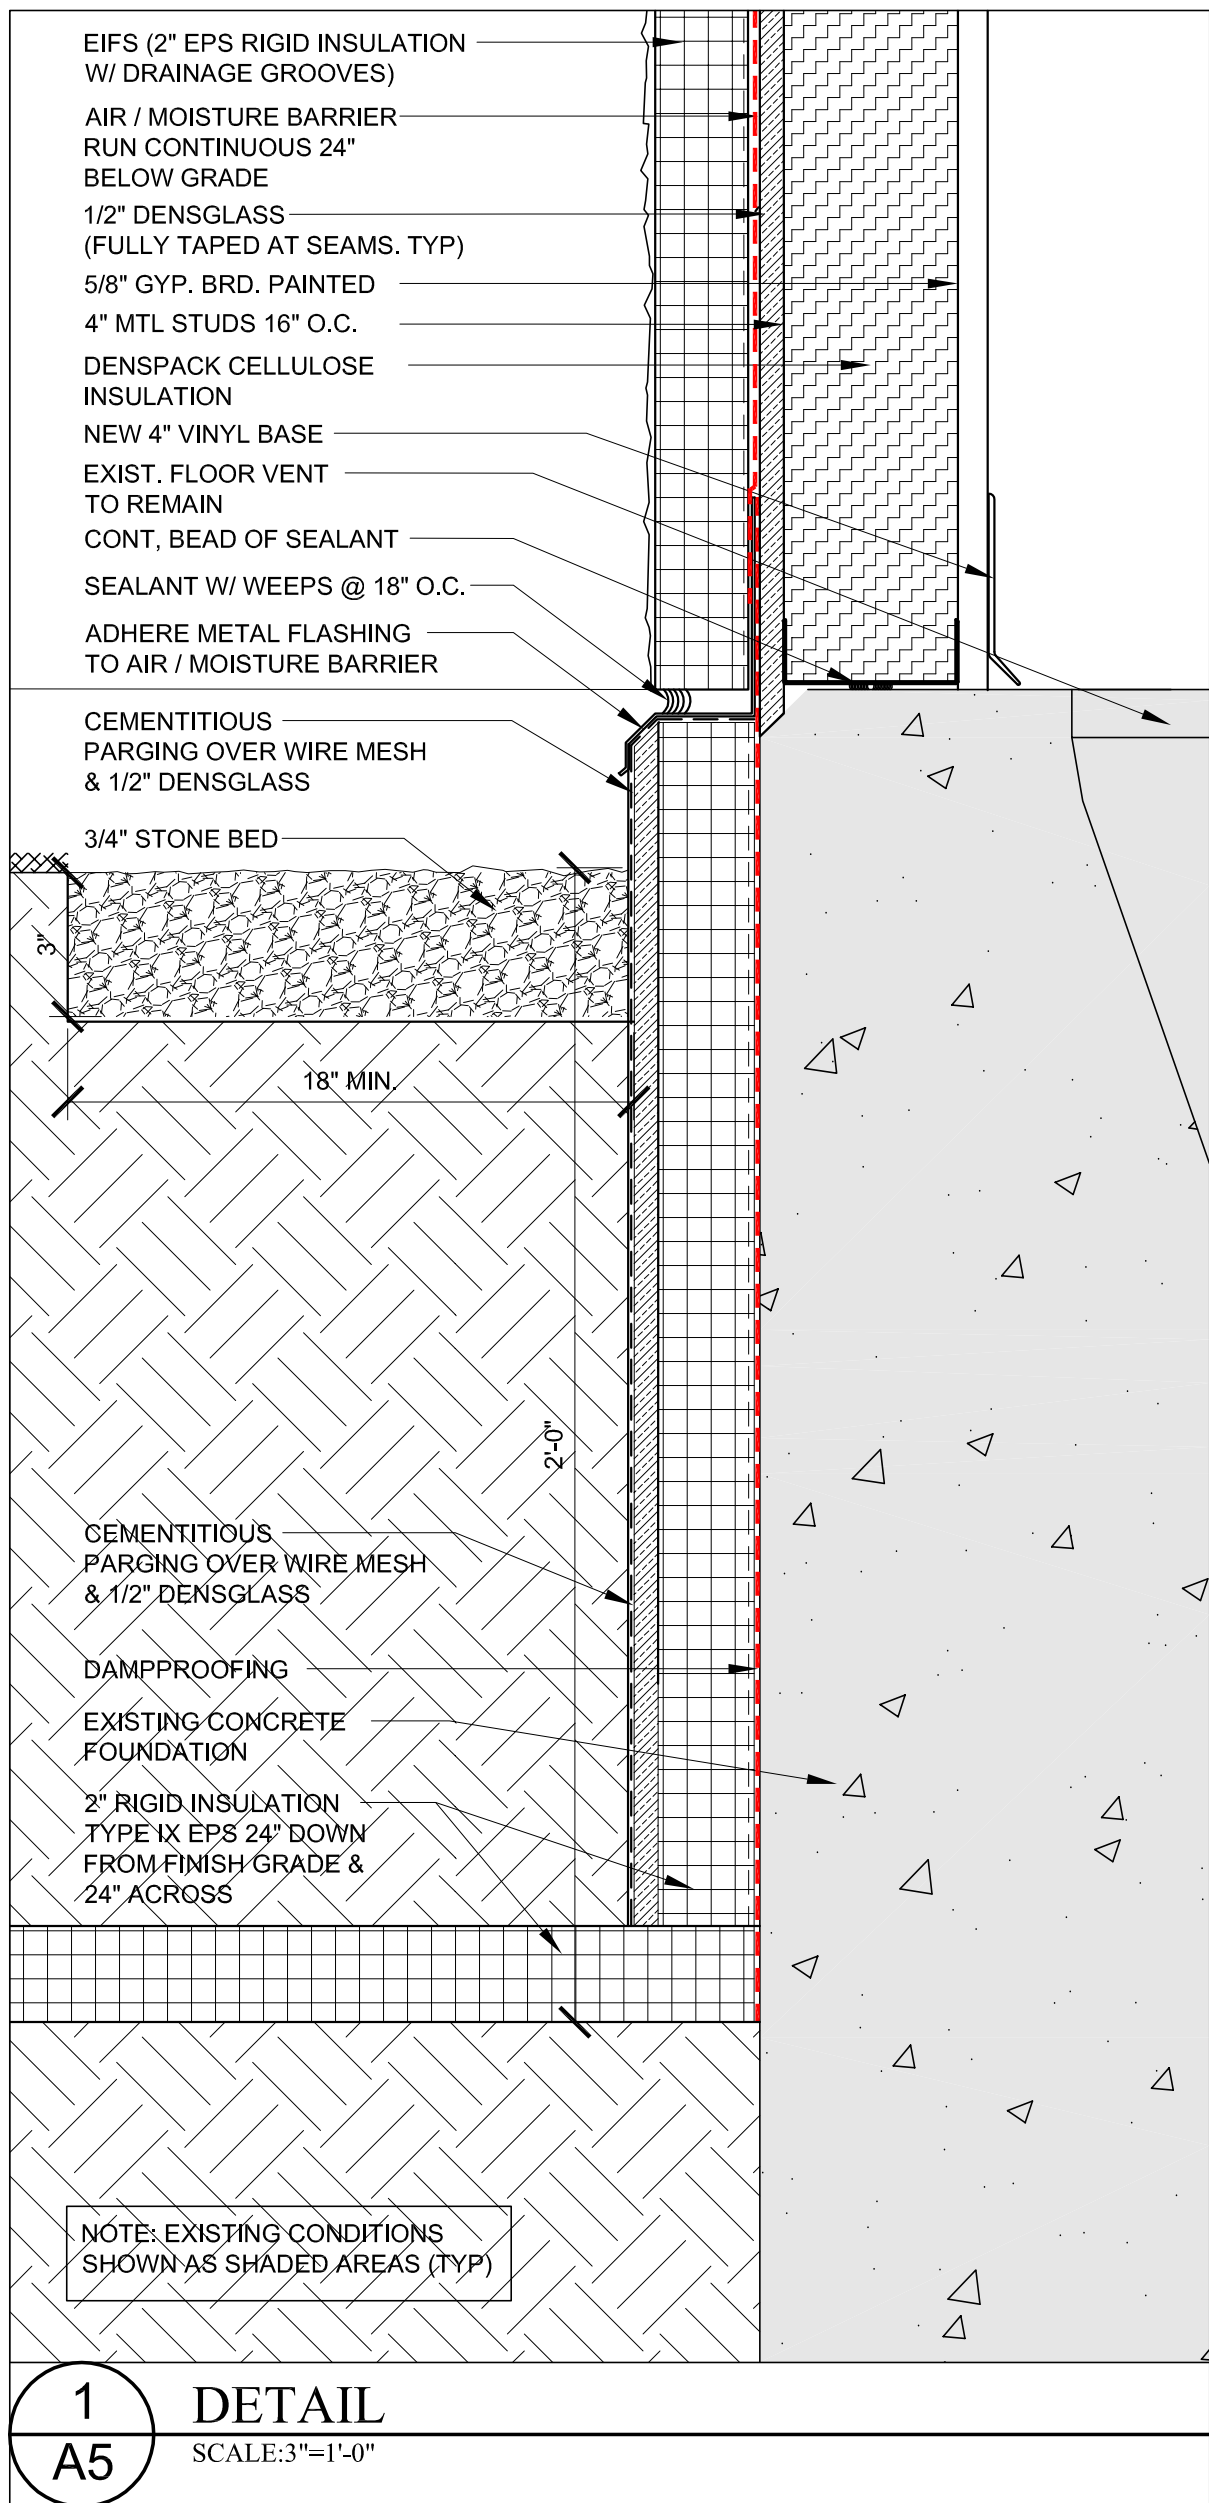 EIFS (2" EPS RIGID INSULATION
W/ DRAINAGE GROOVES)
AIR / MOISTURE BARRIER
RUN CONTINUOUS 24"
BELOW GRADE
1/2" DENSGLASS
(FULLY TAPED AT SEAMS. TYP)
5/8" GYP. BRD. PAINTED
4" MTL STUDS 16" O.C.
DENSPACK CELLULOSE
INSULATION
NEW 4" VINYL BASE
EXIST. FLOOR VENT
TO REMAIN
CONT, BEAD OF SEALANT
SEALANT W/ WEEPS @ 18" O.C.
ADHERE METAL FLASHING
TO AIR / MOISTURE BARRIER
CEMENTITIOUS
PARGING OVER WIRE MESH
& 1/2" DENSGLASS
3/4" STONE BED
3"
18" MIN.
2'-0"
CEMENTITIOUS
PARGING OVER WIRE MESH
& 1/2" DENSGLASS
DAMPPROOFING
EXISTING CONCRETE
FOUNDATION
2" RIGID INSULATION
TYPE IX EPS 24" DOWN
FROM FINISH GRADE &
24" ACROSS
NOTE: EXISTING CONDITIONS
SHOWN AS SHADED AREAS (TYP)
1
A5
DETAIL
SCALE:3"=1'-0"